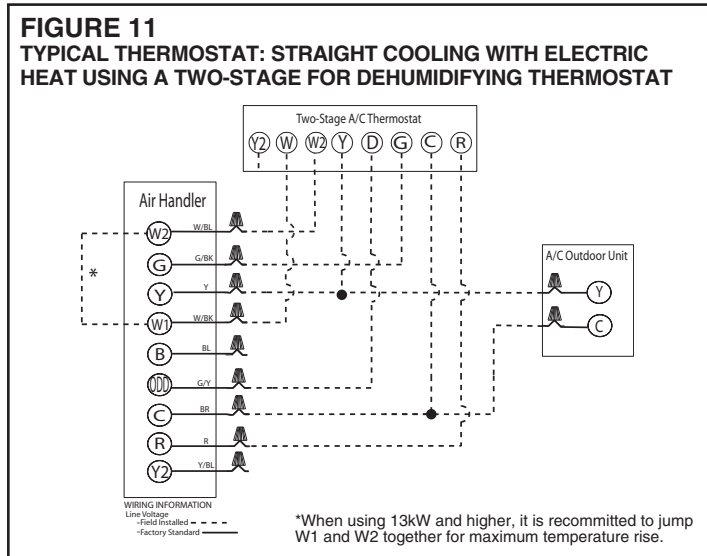 FIGURE 11
TYPICAL THERMOSTAT: STRAIGHT COOLING WITH ELECTRIC
HEAT USING A TWO-STAGE FOR DEHUMIDIFYING THERMOSTAT
Two-Stage A/C Thermostat
Y2 W W2 Y D G C R
Air Handler
W2 W/BL
G G/BK
Y Y
W1 W/BK
B BL
ODD G/Y
C BR
R R
Y2 Y/BL
*
A/C Outdoor Unit
Y
C
WIRING INFORMATION
Line Voltage
-Field Installed
-Factory Standard
*When using 13kW and higher, it is recommitted to jump
W1 and W2 together for maximum temperature rise.